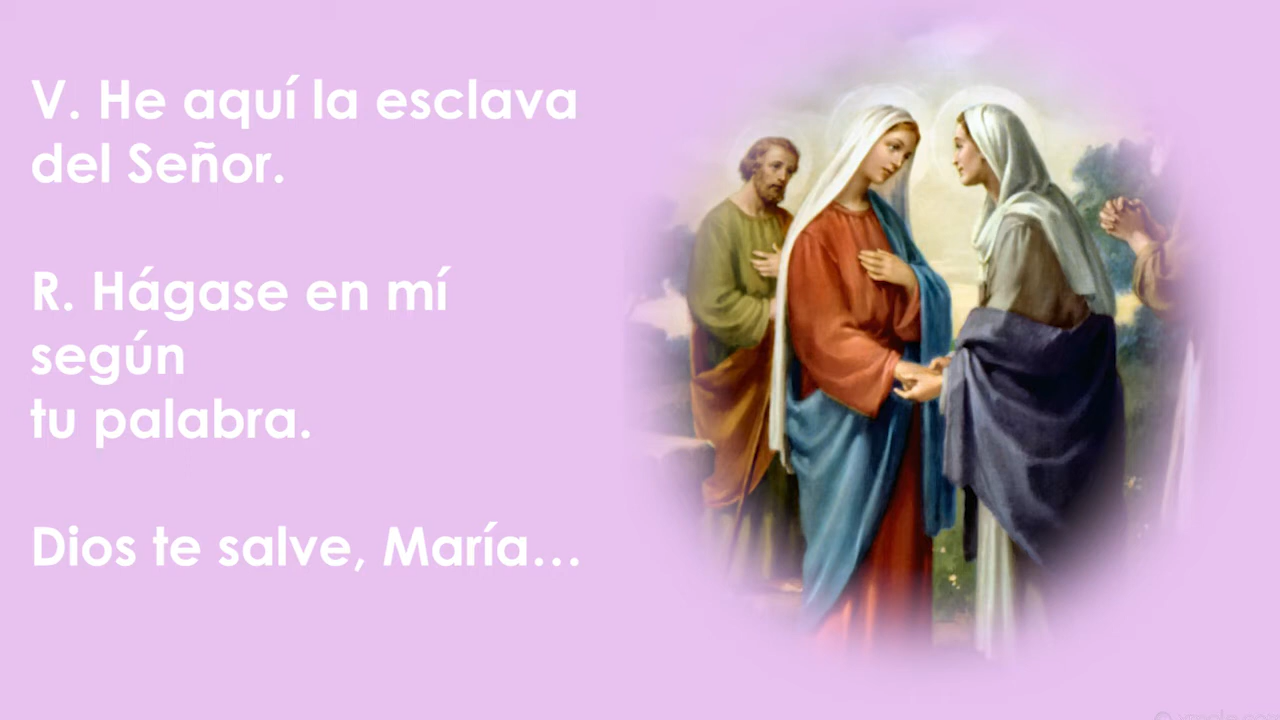 V. He aquí la esclava
del Señor.
R. Hágase en mí
según
tu palabra.
Dios te salve, María…